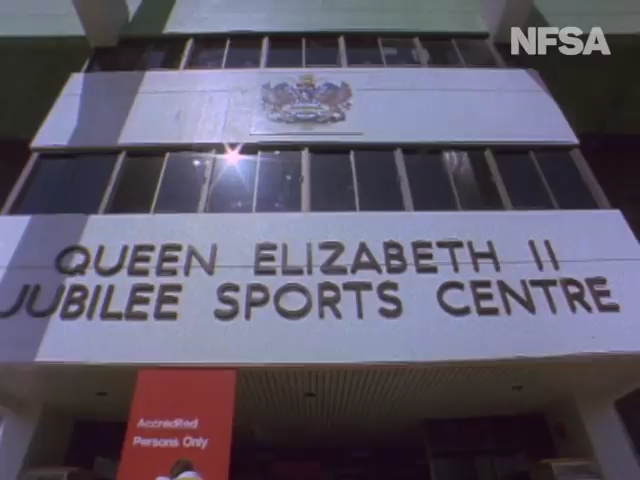 NFSA
QUEEN ELIZABETH II
JUBILEE SPORTS CENTRE
Accredited
Persons Only